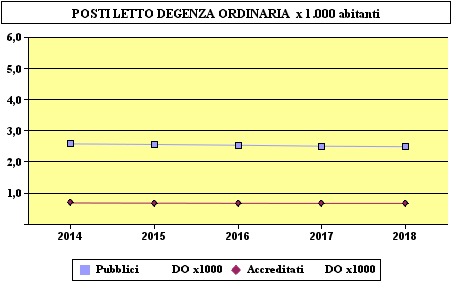 POSTI LETTO DEGENZA ORDINARIA x 1.000 abitanti
6,0
5,0
4,0
3,0
2,0
1,0
2014 2015 2016 2017 2018
Pubblici DO x1000 Accreditati DO x1000